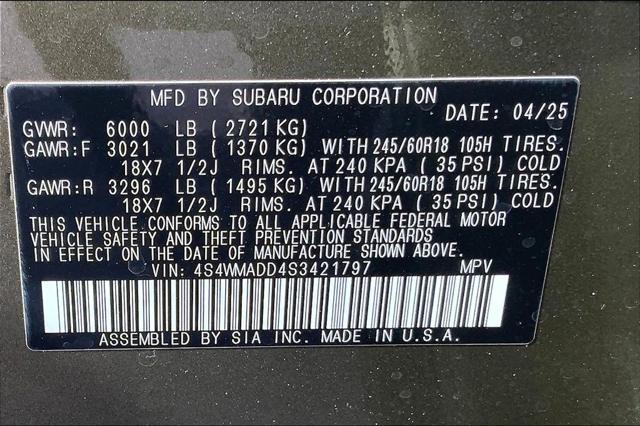 MFD BY SUBARU CORPORATION
DATE: 04/25
GVWR: 6000 LB ( 2721 KG)
GAWR:F 3021 LB ( 1370 KG) WITH 245/60R18 105H TIRES.
18X7 1/2J RIMS. AT 240 KPA ( 35 PSI) COLD
GAWR:R 3296 LB ( 1495 KG) WITH 245/60R18 105H TIRES.
18X7 1/2J RIMS. AT 240 KPA ( 35 PSI) COLD
THIS VEHICLE CONFORMS TO ALL APPLICABLE FEDERAL MOTOR
VEHICLE SAFETY AND THEFT PREVENTION STANDARDS
IN EFFECT ON THE DATE OF MANUFACTURE SHOWN ABOVE.
VIN: 4S4WMADD4S3421797 MPV
ASSEMBLED BY SIA INC. MADE IN U.S.A.